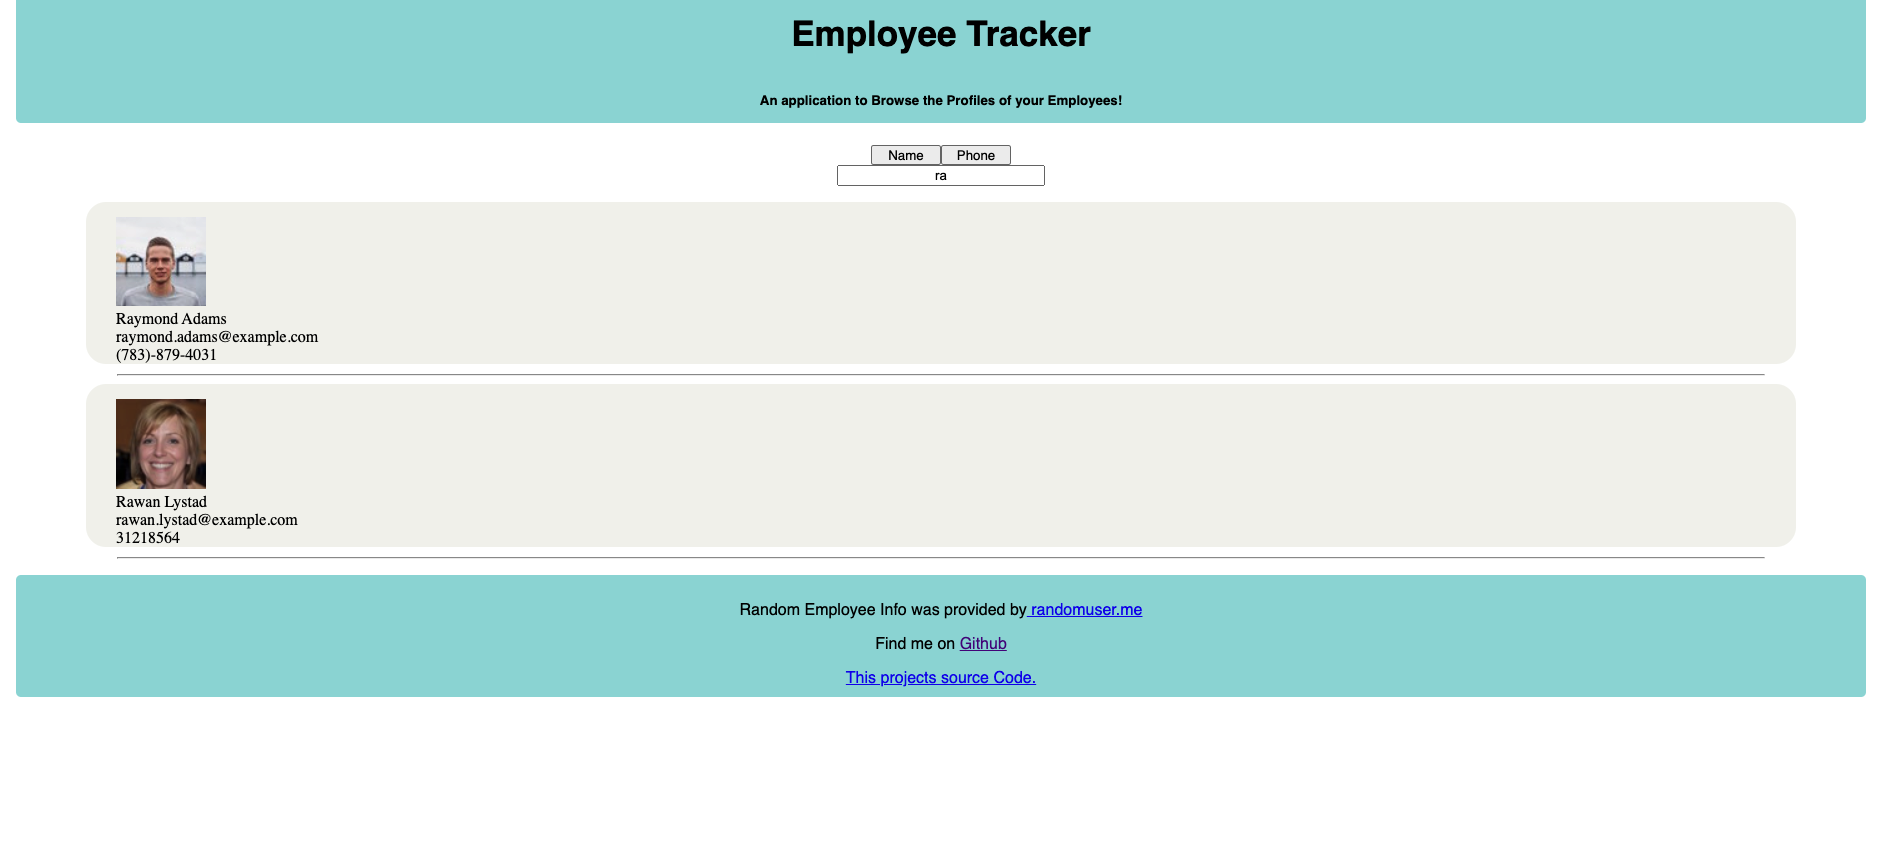 Employee Tracker
An application to Browse the Profiles of your Employees!
Name Phone
ra
Raymond Adams
raymond.adams@example.com
(783)-879-4031
Rawan Lystad
rawan.lystad@example.com
31218564
Random Employee Info was provided by randomuser.me
Find me on Github
This projects source Code.